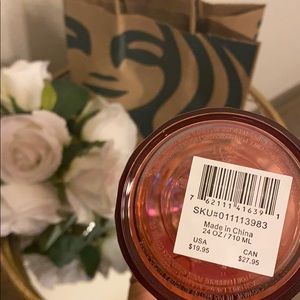 7 62111 41639 1
SKU#011113983
Made in China
24 OZ / 710 ML
USA CAN
$19.95 $27.95